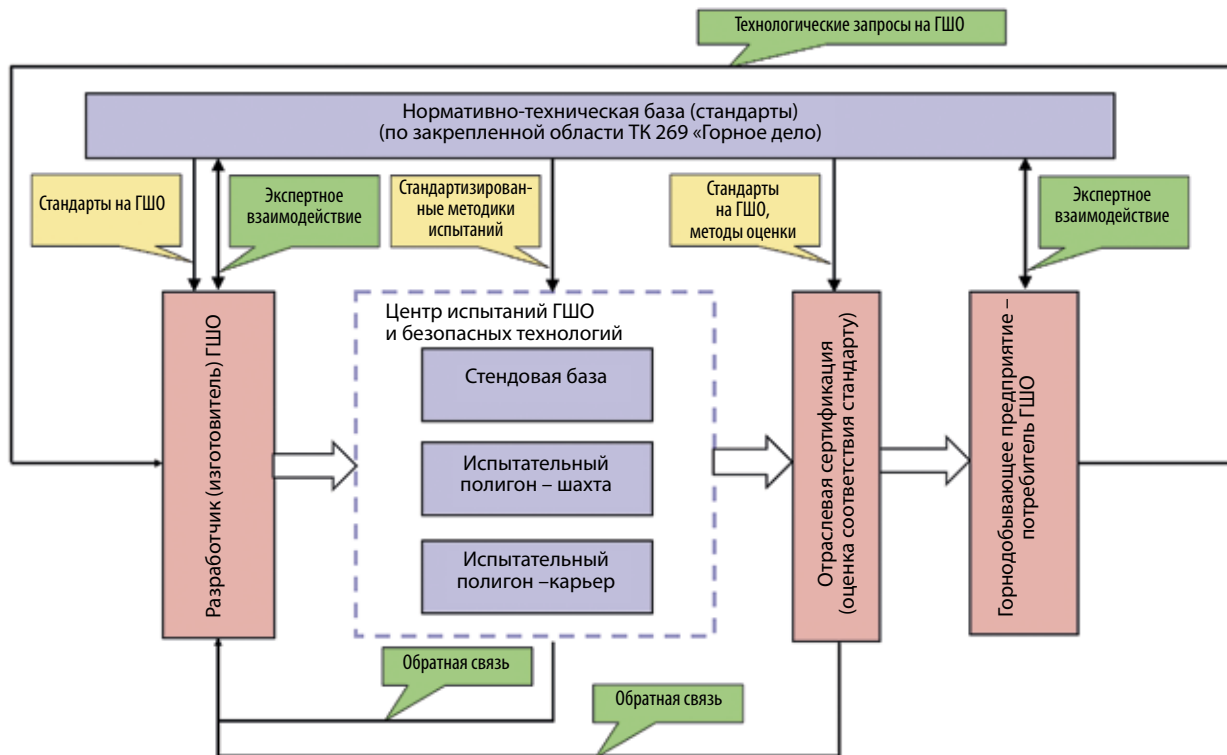 Технологические запросы на ГШО
Нормативно-техническая база (стандарты)
(по закрепленной области ТК 269 «Горное дело)
Стандарты на ГШО
Экспертное
взаимодействие
Стандартизирован-
ные методики
испытаний
Стандарты
на ГШО,
методы оценки
Экспертное
взаимодействие
Разработчик (изготовитель) ГШО
Центр испытаний ГШО
и безопасных технологий
Стендовая база
Испытательный
полигон – шахта
Испытательный
полигон –карьер
Отраслевая сертификация
(оценка соответствия стандарту)
Горнодобывающее предприятие –
потребитель ГШО
Обратная связь
Обратная связь